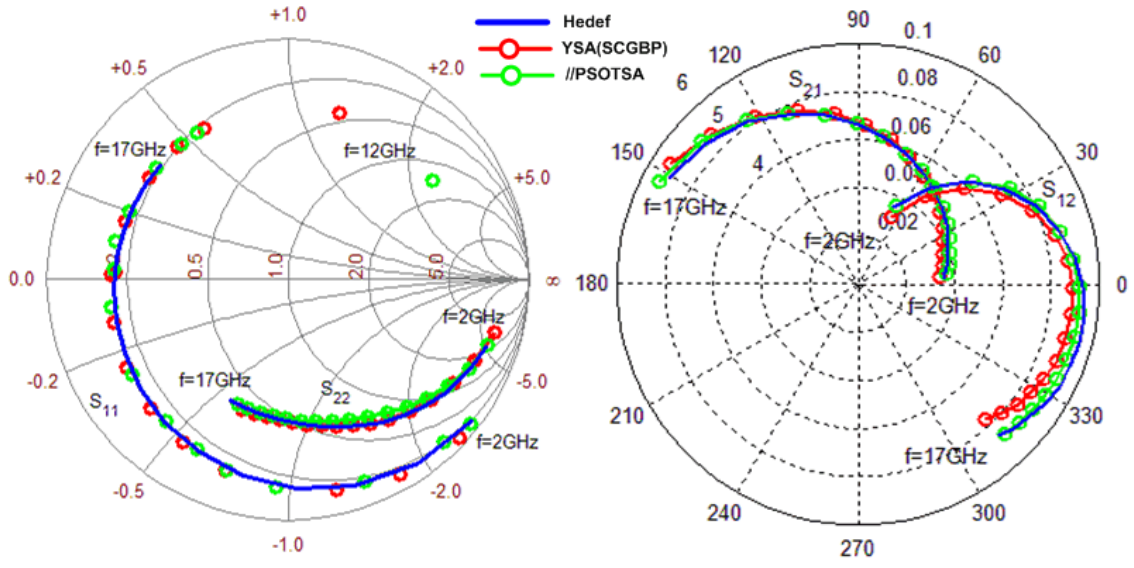 Hedef
YSA(SCGBP)
//PSOTSA
+1.0
+0.5
+2.0
f=17GHz
f=12GHz
+0.2
+5.0
0.0
0.5
1.0
2.0
5.0
∞
f=2GHz
-0.2
-5.0
f=17GHz
S22
S11
f=2GHz
-0.5
-2.0
-1.0
90
0.1
120
60
6
0.08
S21
5
0.06
150
30
4
S12
0.02
f=17GHz
f=2GHz
180
0
f=2GHz
210
330
f=17GHz
240
300
270